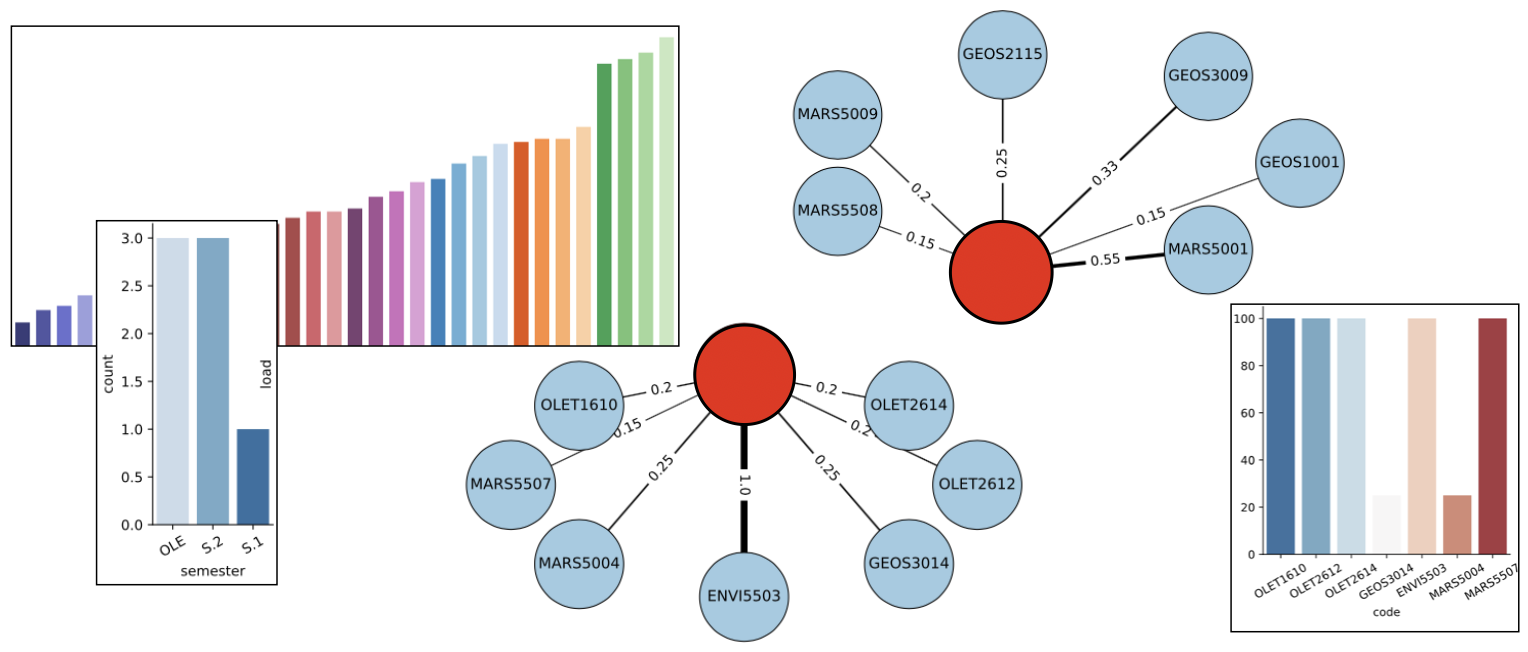 GEOS2115
GEOS3009
MARS5009
GEOS1001
MARS5508
MARS5001
0.25
0.33
0.2
0.15
0.15
0.55
3.0
2.5
2.0
1.5
1.0
0.5
0.0
count
load
OLE
S.2
S.1
semester
OLET1610
OLET2614
MARS5507
OLET2612
MARS5004
GEOS3014
ENVI5503
0.2
0.2
0.15
0.2
0.25
1.0
0.25
100
80
60
40
20
0
OLET1610
OLET2612
OLET2614
GEOS3014
ENVI5503
MARS5004
MARS5507
code